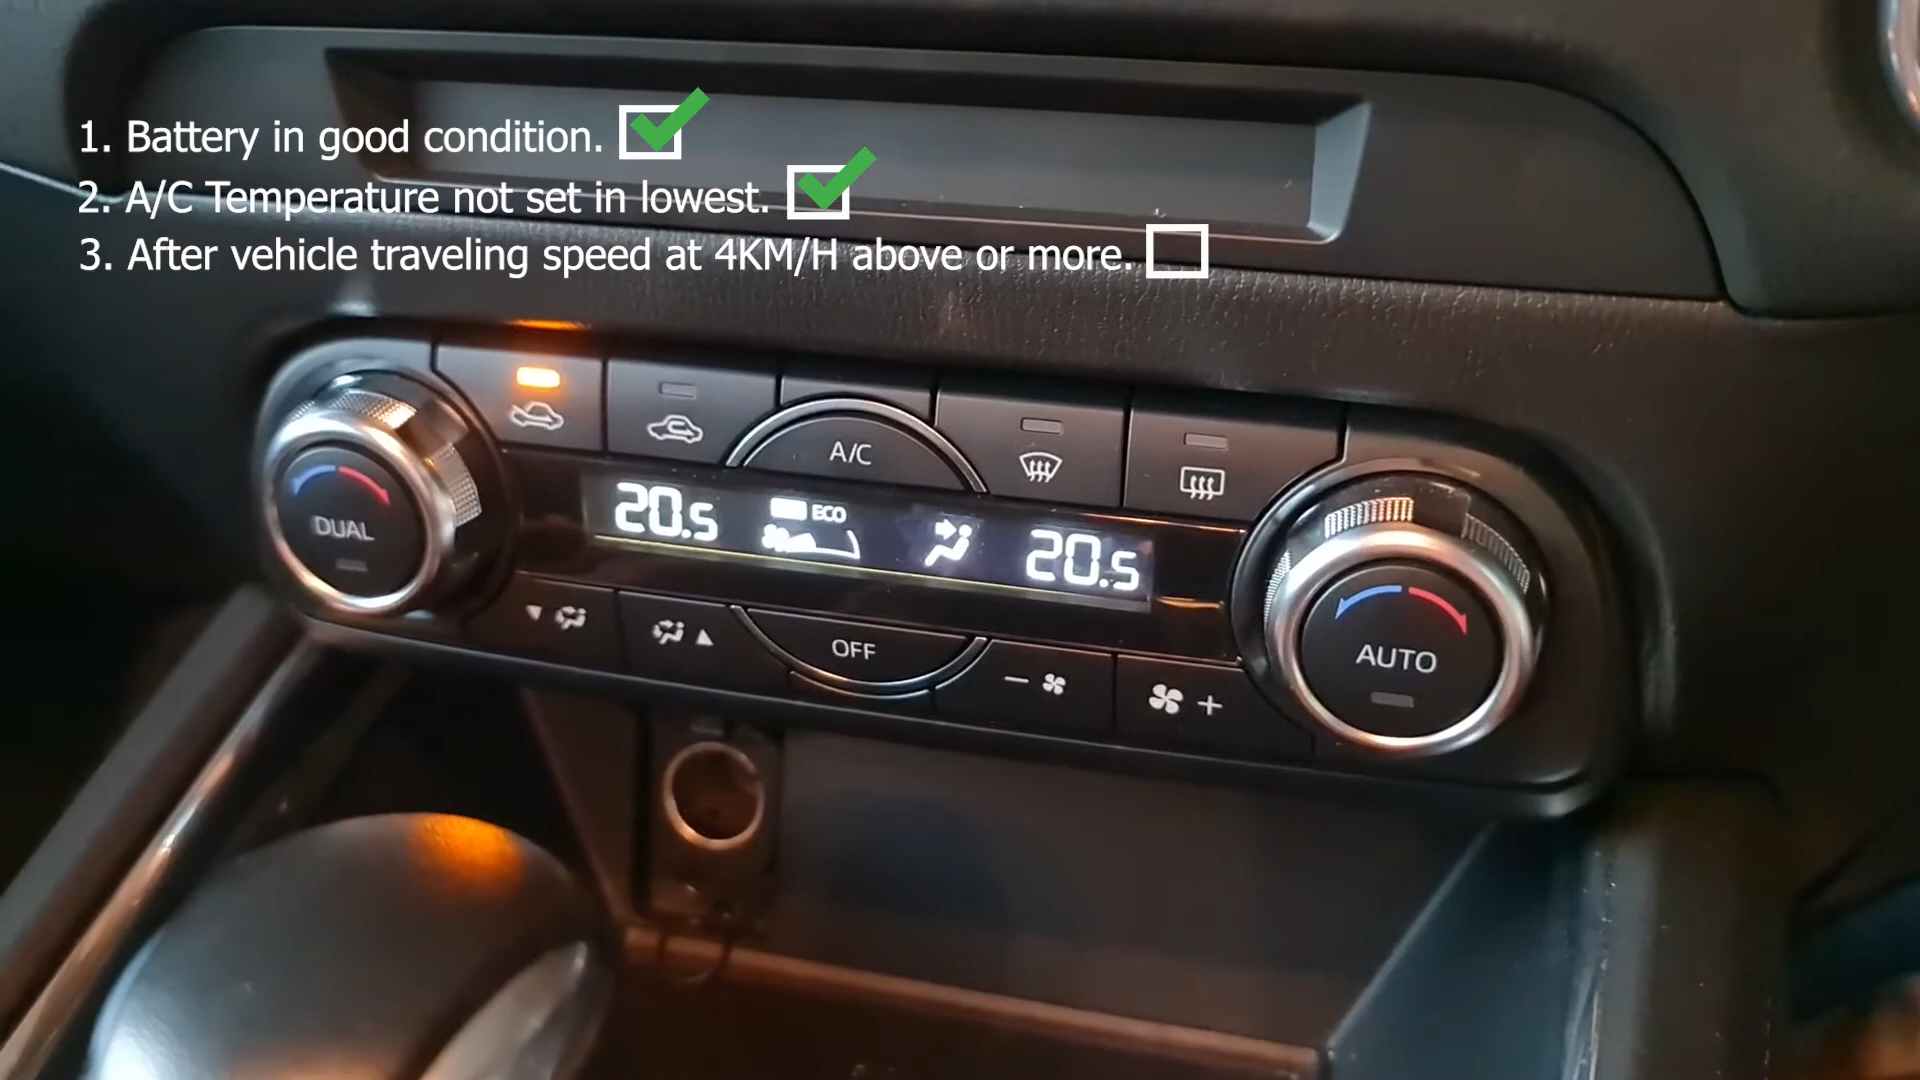 1. Battery in good condition.
2. A/C Temperature not set in lowest.
3. After vehicle traveling speed at 4KM/H above or more.
A/C
20.5 ECO 20.5
DUAL
OFF
AUTO